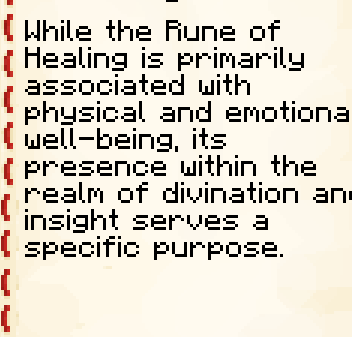 While the Rune of
Healing is primarily
associated with
physical and emotiona
well-being, its
presence within the
realm of divination an
insight serves a
specific purpose.